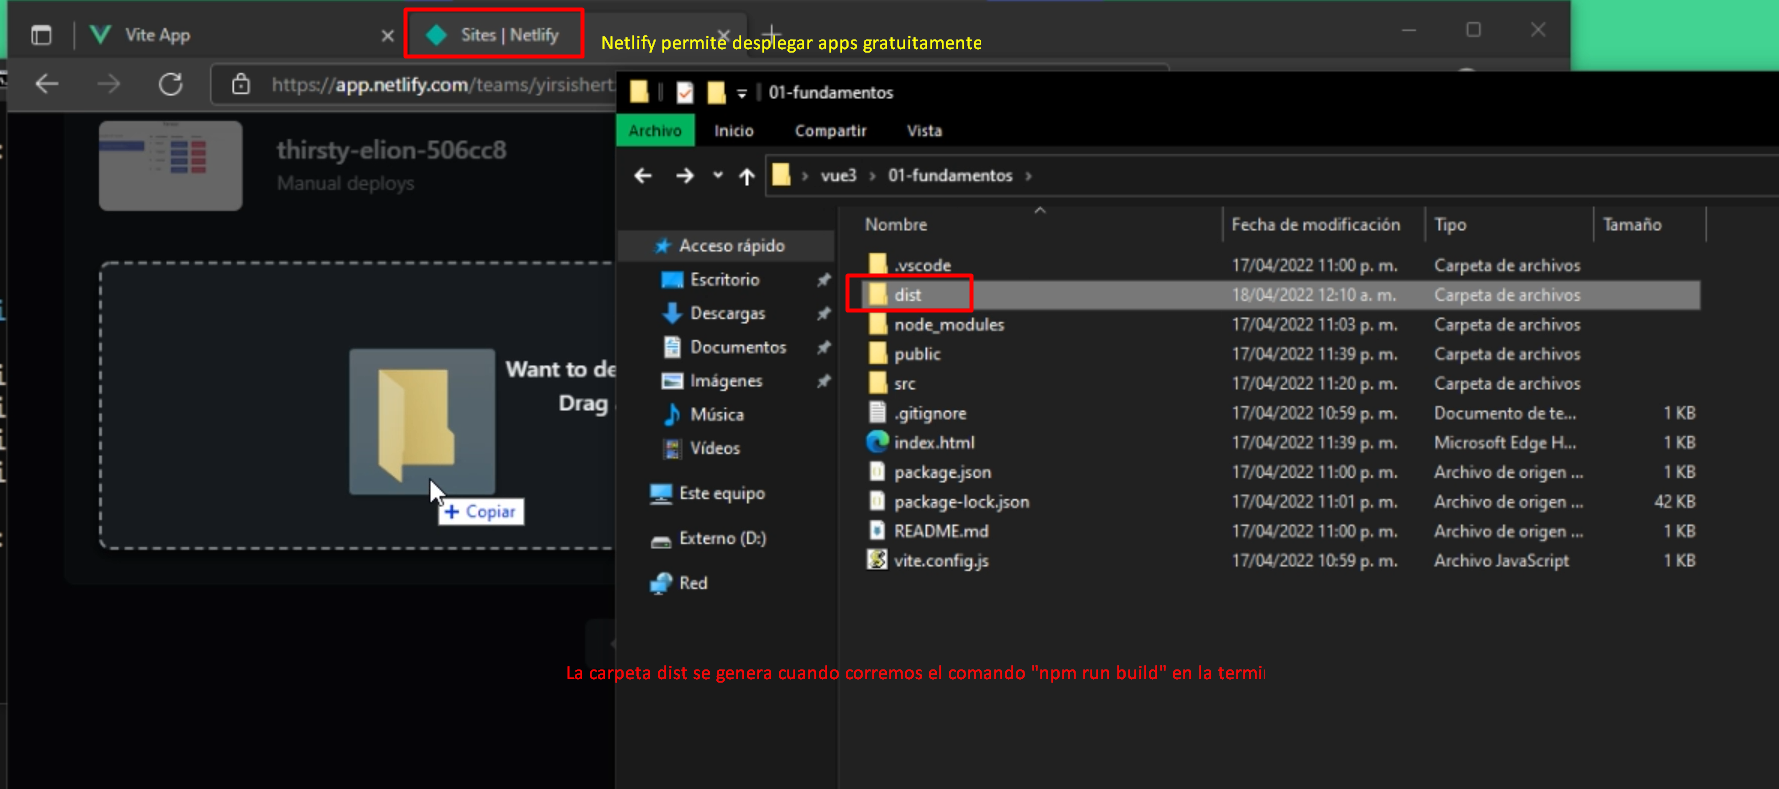 Vite App
Sites | Netlify
Netlify permite desplegar apps gratuitamente
https://app.netlify.com/teams/yirsishert
thirsty-elion-506cc8
Manual deploys
Want to de
Drag
Copiar
01-fundamentos
Archivo Inicio Compartir Vista
vue3 › 01-fundamentos ›
Acceso rápido
Escritorio
Descargas
Documentos
Imágenes
Música
Vídeos
Este equipo
Externo (D:)
Red
Nombre Fecha de modificación Tipo Tamaño
.vscode 17/04/2022 11:00 p. m. Carpeta de archivos
dist 18/04/2022 12:10 a. m. Carpeta de archivos
node_modules 17/04/2022 11:03 p. m. Carpeta de archivos
public 17/04/2022 11:39 p. m. Carpeta de archivos
src 17/04/2022 11:20 p. m. Carpeta de archivos
.gitignore 17/04/2022 10:59 p. m. Documento de te... 1 KB
index.html 17/04/2022 11:39 p. m. Microsoft Edge H... 1 KB
package.json 17/04/2022 11:00 p. m. Archivo de origen ... 1 KB
package-lock.json 17/04/2022 11:01 p. m. Archivo de origen ... 42 KB
README.md 17/04/2022 11:00 p. m. Archivo de origen ... 1 KB
vite.config.js 17/04/2022 10:59 p. m. Archivo JavaScript 1 KB
La carpeta dist se genera cuando corremos el comando "npm run build" en la termi